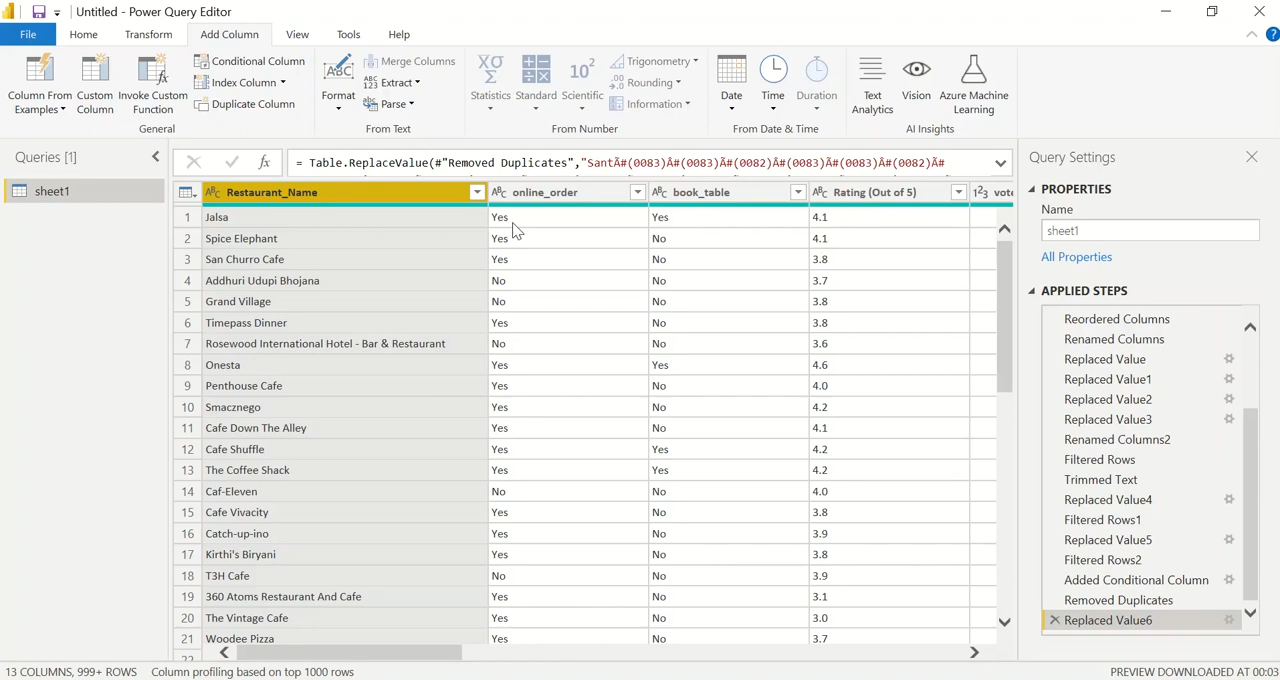 Untitled - Power Query Editor
File Home Transform Add Column View Tools Help
Column From Examples
Custom Column
Invoke Custom Function
Conditional Column
Index Column
Duplicate Column
General
Format
Merge Columns
Extract
Parse
From Text
Statistics
Standard
Scientific
Trigonometry
Rounding
Information
From Number
Date
Time
Duration
From Date & Time
Text Analytics
Vision
Azure Machine Learning
AI Insights
Queries [1]
sheet1
= Table.ReplaceValue(#"Removed Duplicates","SantÃ#(0083)Â#(0083)Ã#(0082)Â#(0083)Ã#(0083)Â#(0082)Ã#
Restaurant_Name online_order book_table Rating (Out of 5) vote
1 Jalsa Yes Yes 4.1
2 Spice Elephant Yes No 4.1
3 San Churro Cafe Yes No 3.8
4 Addhuri Udupi Bhojana No No 3.7
5 Grand Village No No 3.8
6 Timepass Dinner Yes No 3.8
7 Rosewood International Hotel - Bar & Restaurant No No 3.6
8 Onesta Yes Yes 4.6
9 Penthouse Cafe Yes No 4.0
10 Smacznego Yes No 4.2
11 Cafe Down The Alley Yes No 4.1
12 Cafe Shuffle Yes Yes 4.2
13 The Coffee Shack Yes Yes 4.2
14 Caf-Eleven No No 4.0
15 Cafe Vivacity Yes No 3.8
16 Catch-up-ino Yes No 3.9
17 Kirthi's Biryani Yes No 3.8
18 T3H Cafe No No 3.9
19 360 Atoms Restaurant And Cafe Yes No 3.1
20 The Vintage Cafe Yes No 3.0
21 Woodee Pizza Yes No 3.7
22
Query Settings
PROPERTIES
Name
sheet1
All Properties
APPLIED STEPS
Reordered Columns
Renamed Columns
Replaced Value
Replaced Value1
Replaced Value2
Replaced Value3
Renamed Columns2
Filtered Rows
Trimmed Text
Replaced Value4
Filtered Rows1
Replaced Value5
Filtered Rows2
Added Conditional Column
Removed Duplicates
Replaced Value6
13 COLUMNS, 999+ ROWS Column profiling based on top 1000 rows PREVIEW DOWNLOADED AT 00:03